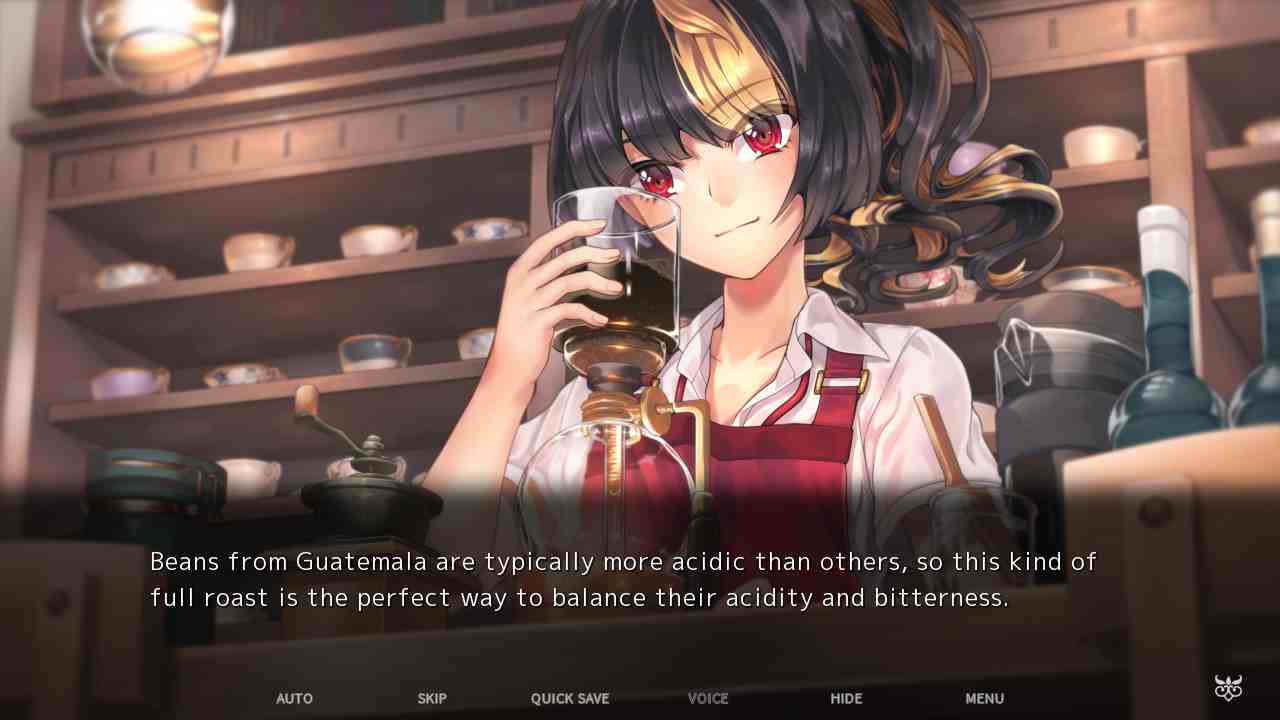 Beans from Guatemala are typically more acidic than others, so this kind of
full roast is the perfect way to balance their acidity and bitterness.
AUTO SKIP QUICK SAVE VOICE HIDE MENU